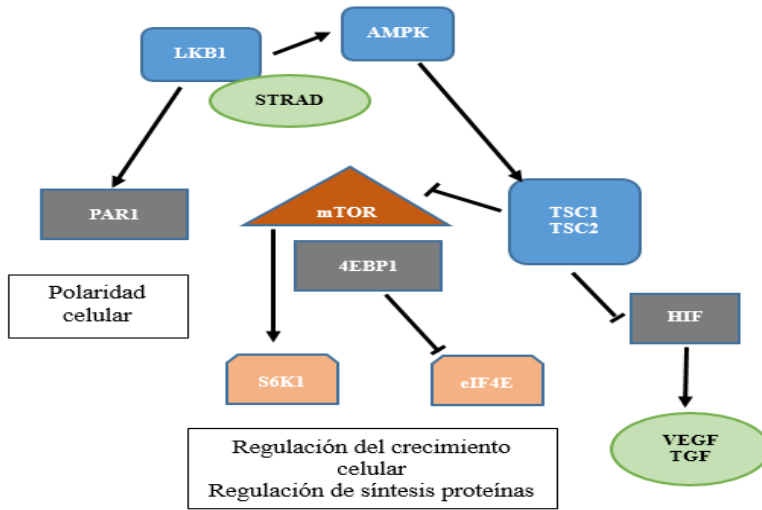 AMPK
LKB1
STRAD
PAR1
mTOR
TSC1
TSC2
4EBP1
Polaridad
celular
HIF
S6K1
eIF4E
VEGF
TGF
Regulación del crecimiento
celular
Regulación de síntesis proteínas